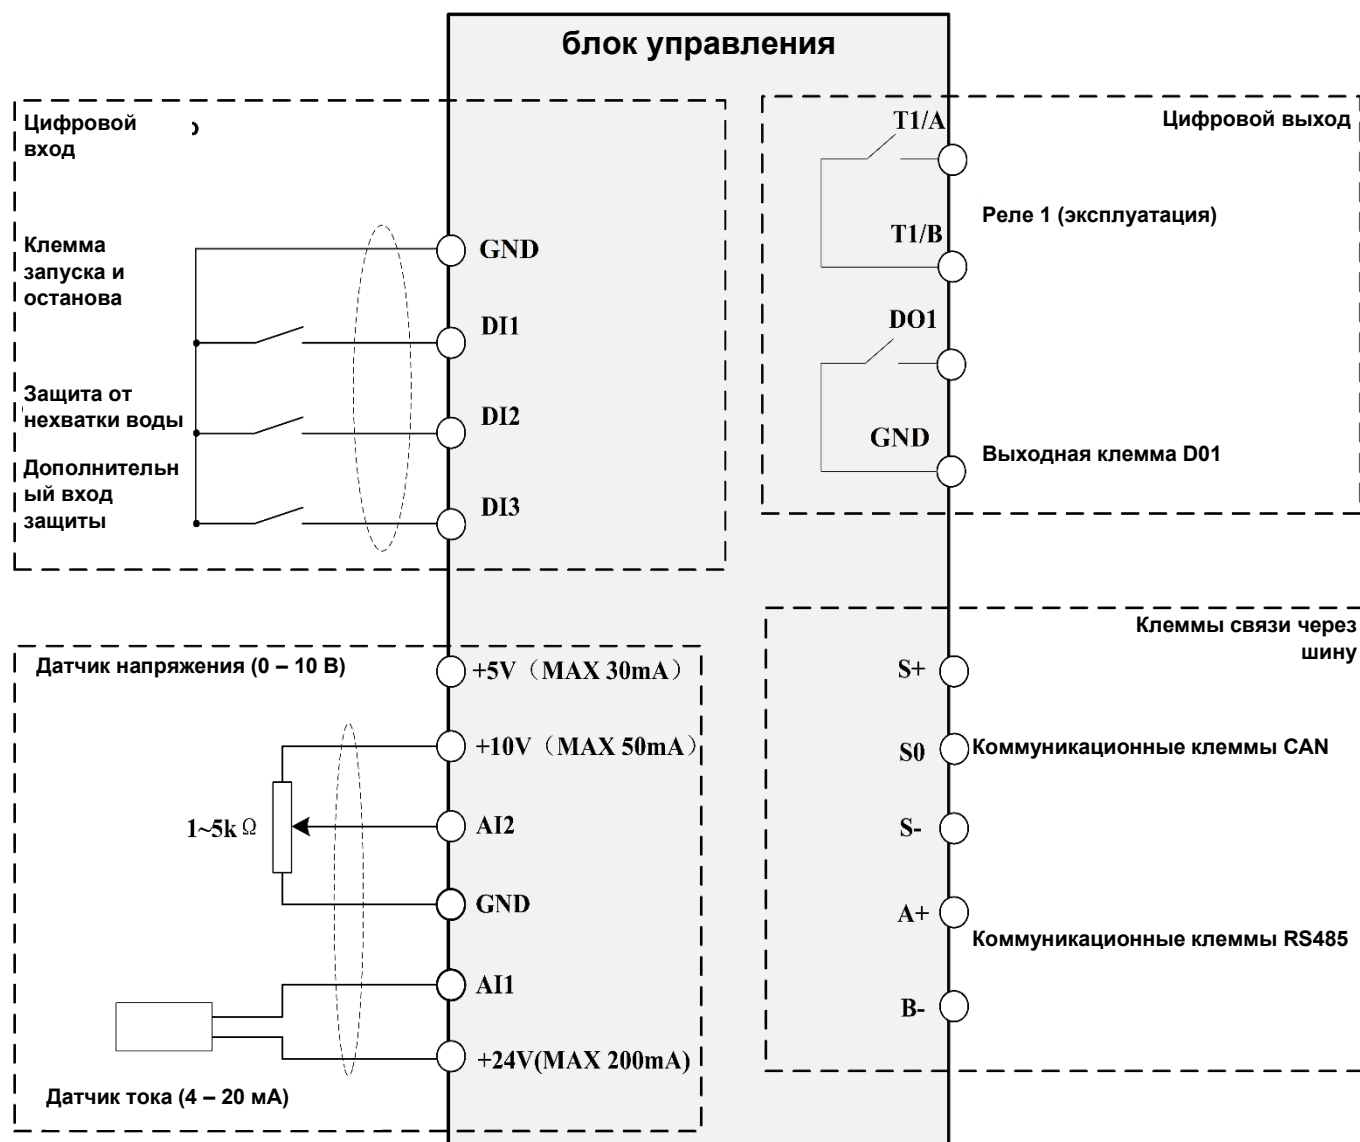 блок управления
Цифровой
вход
Клемма
запуска и
останова
Защита от
нехватки воды
Дополнительн
ый вход
защиты
GND
DI1
DI2
DI3
T1/A
Цифровой выход
Реле 1 (эксплуатация)
T1/B
DO1
GND
Выходная клемма D01
Датчик напряжения (0 – 10 В)
+5V（MAX 30mA）
+10V（MAX 50mA）
1~5k Ω
AI2
GND
AI1
+24V(MAX 200mA)
Датчик тока (4 – 20 мА)
Клеммы связи через
шину
S+
S0
Коммуникационные клеммы CAN
S-
A+
Коммуникационные клеммы RS485
B-